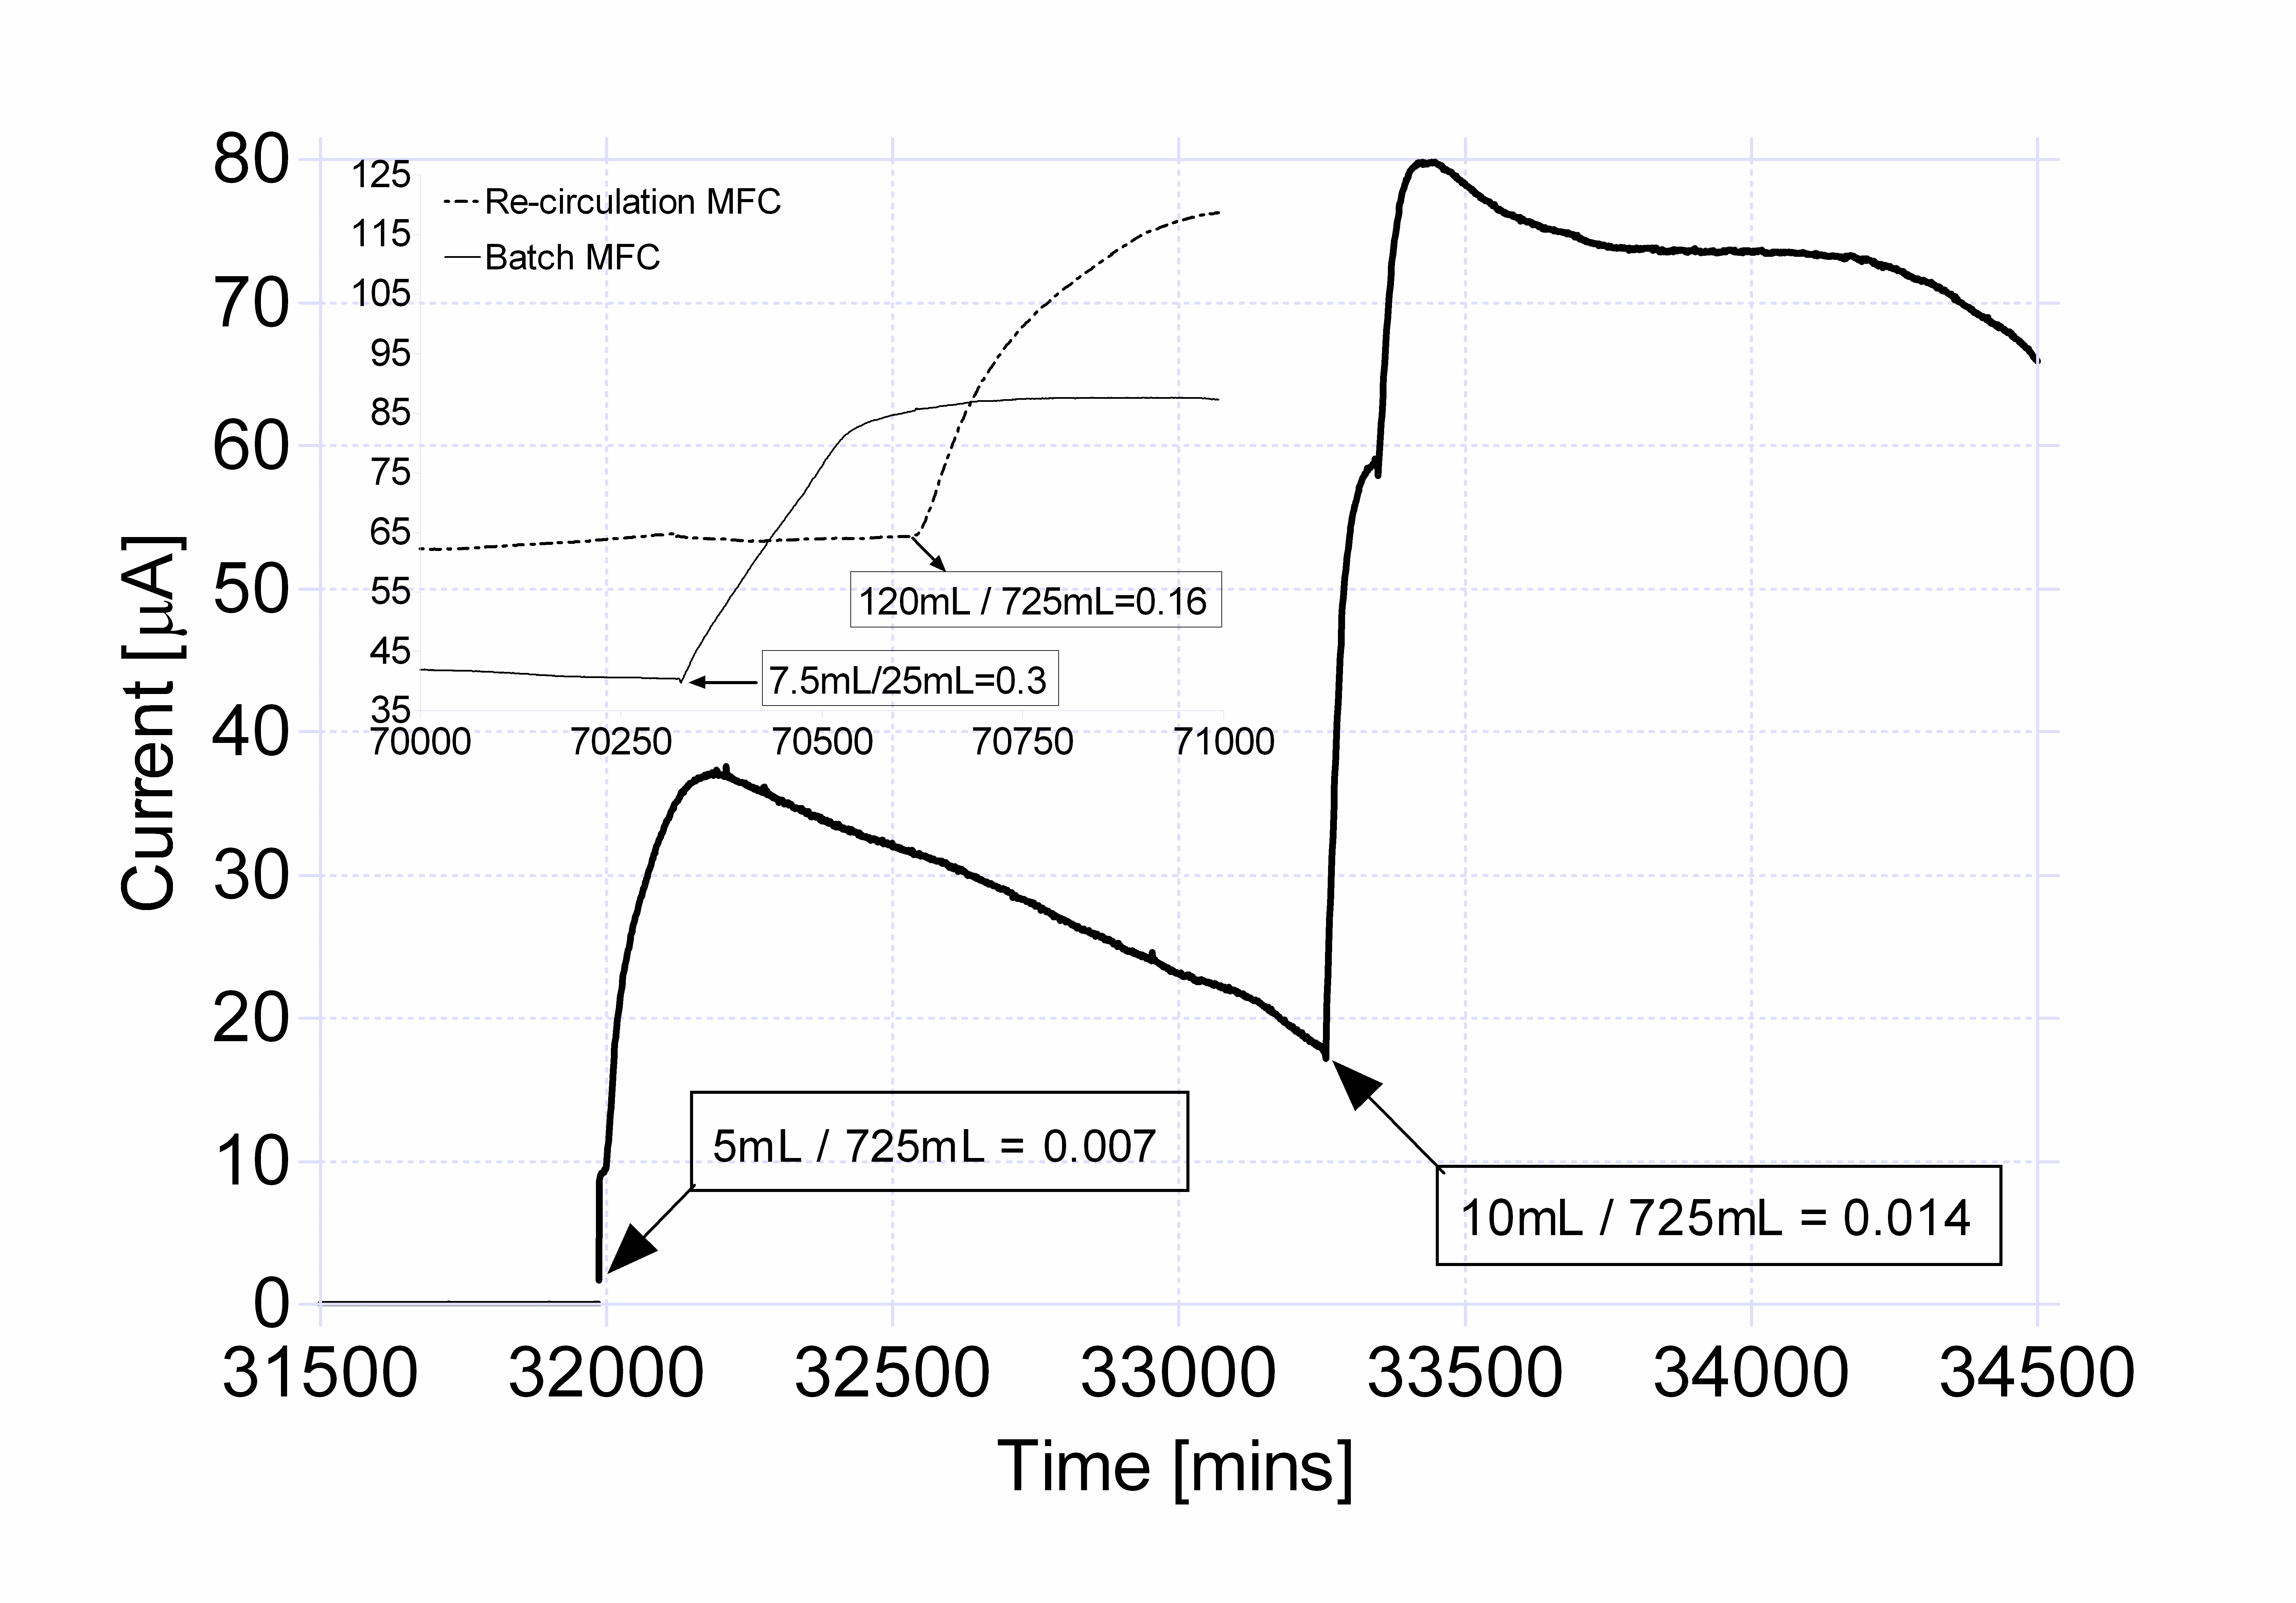 80
70
60
50
40
30
20
10
0
Current [μA]
125
115
105
95
85
75
65
55
45
35
Re-circulation MFC
Batch MFC
120mL / 725mL=0.16
7.5mL/25mL=0.3
70000 70250 70500 70750 71000
5mL / 725mL = 0.007
10mL / 725mL = 0.014
31500 32000 32500 33000 33500 34000 34500
Time [mins]